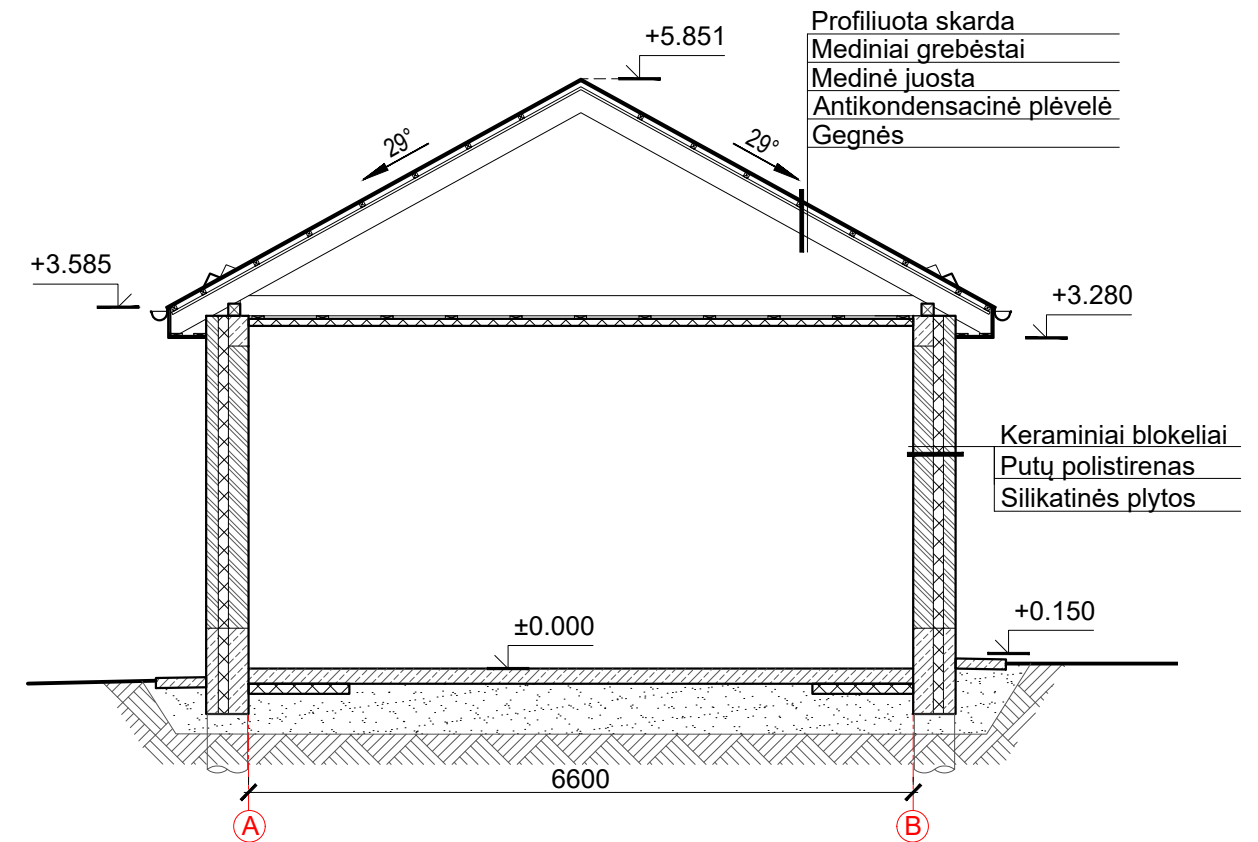 Profiliuota skarda
+5.851
Mediniai grebėstai
Medinė juosta
Antikondensacinė plėvelė
Gegnės
29°
29°
+3.585
+3.280
Keraminiai blokeliai
Putų polistirenas
Silikatinės plytos
+0.150
±0.000
6600
A
B